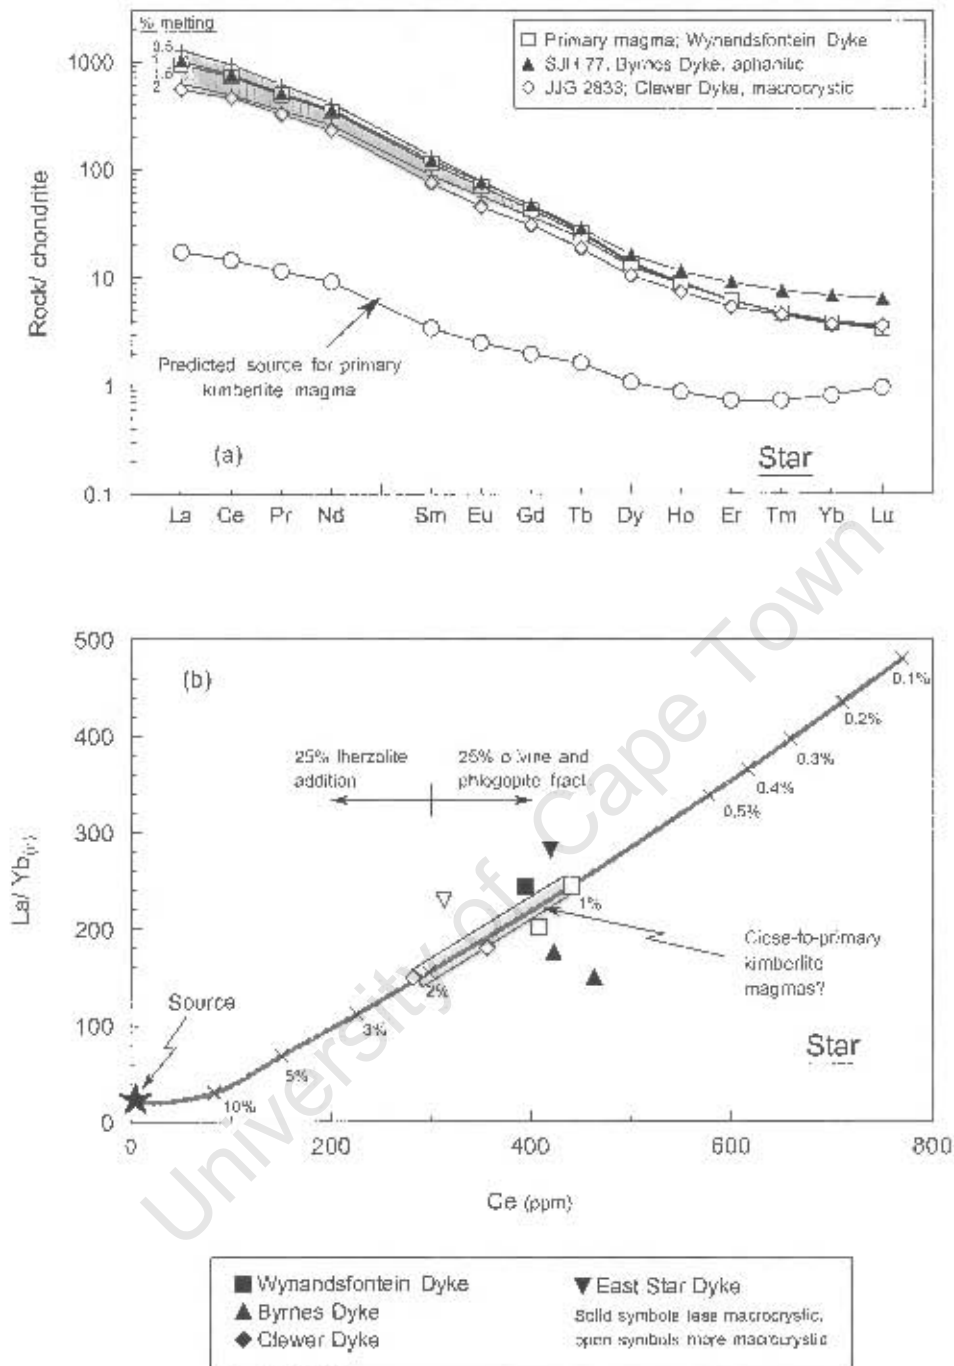 % melting
0.5
1
1.5
2
□ Primary magma; Wynandsfontein Dyke
▲ SJH 77, Byrnes Dyke, aphanitic
◇ JJG 2833; Clewer Dyke, macrocrystic
1000
100
10
1
0.1
Rock/ chondrite
Predicted source for primary
kimberlite magma
(a)
Star
La Ce Pr Nd Sm Eu Gd Tb Dy Ho Er Tm Yb Lu
500
400
300
200
100
0
La/ Yb(n)
(b)
0.1%
0.2%
0.3%
0.4%
0.5%
25% lherzolite
addition
25% olivine and
phlogopite fract.
1%
2%
3%
5%
10%
Close-to-primary
kimberlite
magmas?
Source
Star
0 200 400 600 800
Ce (ppm)
■ Wynandsfontein Dyke
▲ Byrnes Dyke
◆ Clewer Dyke
▼ East Star Dyke
Solid symbols less macrocrystic,
open symbols more macrocrystic
University of Cape Town